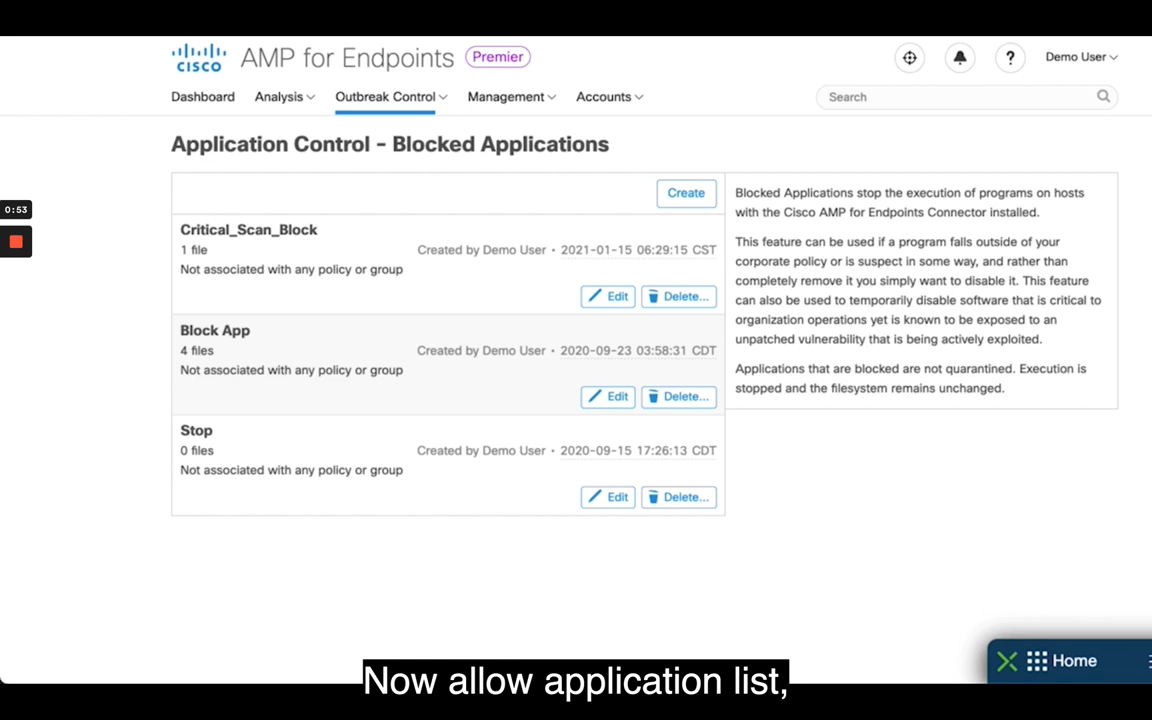 CISCO AMP for Endpoints Premier
Demo User
Dashboard Analysis Outbreak Control Management Accounts Search
Application Control - Blocked Applications
Create
Critical_Scan_Block
1 file Created by Demo User • 2021-01-15 06:29:15 CST
Not associated with any policy or group
Edit Delete...
Block App
4 files Created by Demo User • 2020-09-23 03:58:31 CDT
Not associated with any policy or group
Edit Delete...
Stop
0 files Created by Demo User • 2020-09-15 17:26:13 CDT
Not associated with any policy or group
Edit Delete...
Blocked Applications stop the execution of programs on hosts
with the Cisco AMP for Endpoints Connector installed.
This feature can be used if a program falls outside of your
corporate policy or is suspect in some way, and rather than
completely remove it you simply want to disable it. This feature
can also be used to temporarily disable software that is critical to
organization operations yet is known to be exposed to an
unpatched vulnerability that is being actively exploited.
Applications that are blocked are not quarantined. Execution is
stopped and the filesystem remains unchanged.
0:53
Home
Now allow application list,